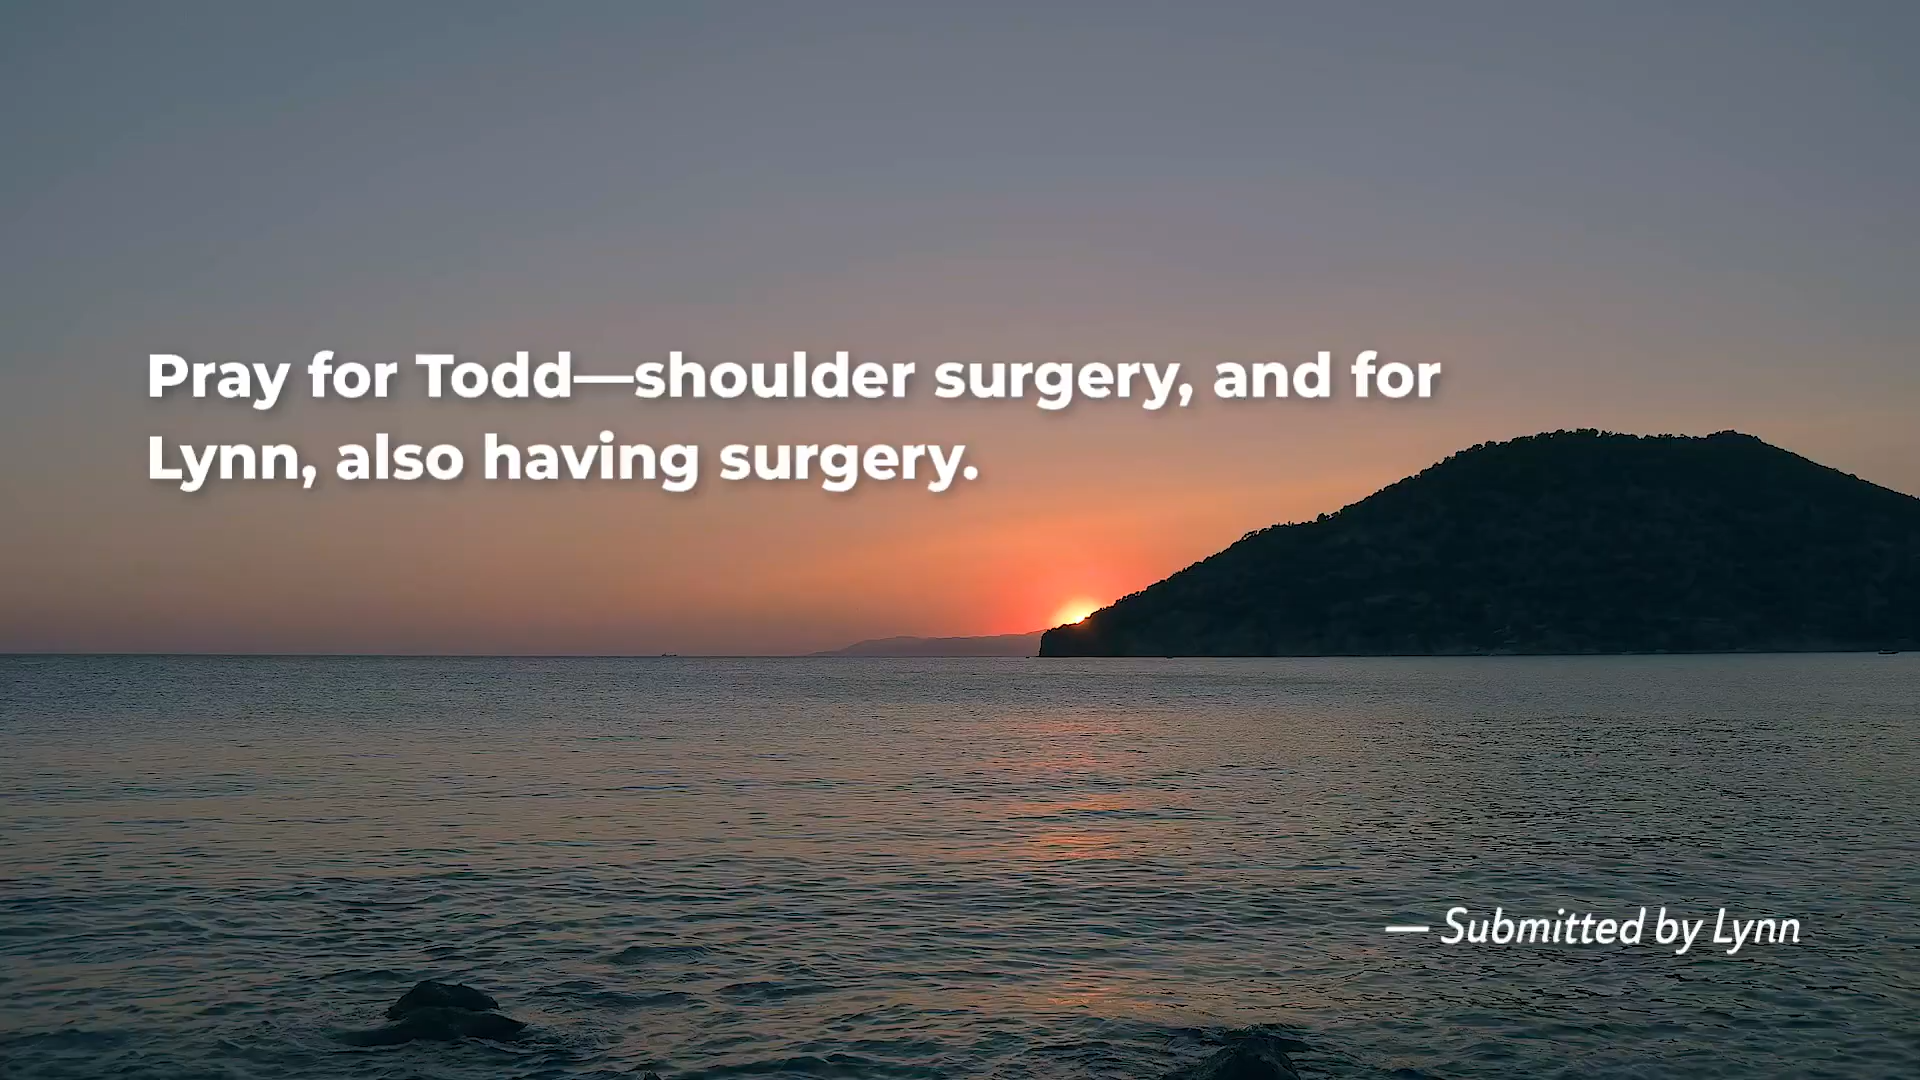 Pray for Todd—shoulder surgery, and for
Lynn, also having surgery.
— Submitted by Lynn